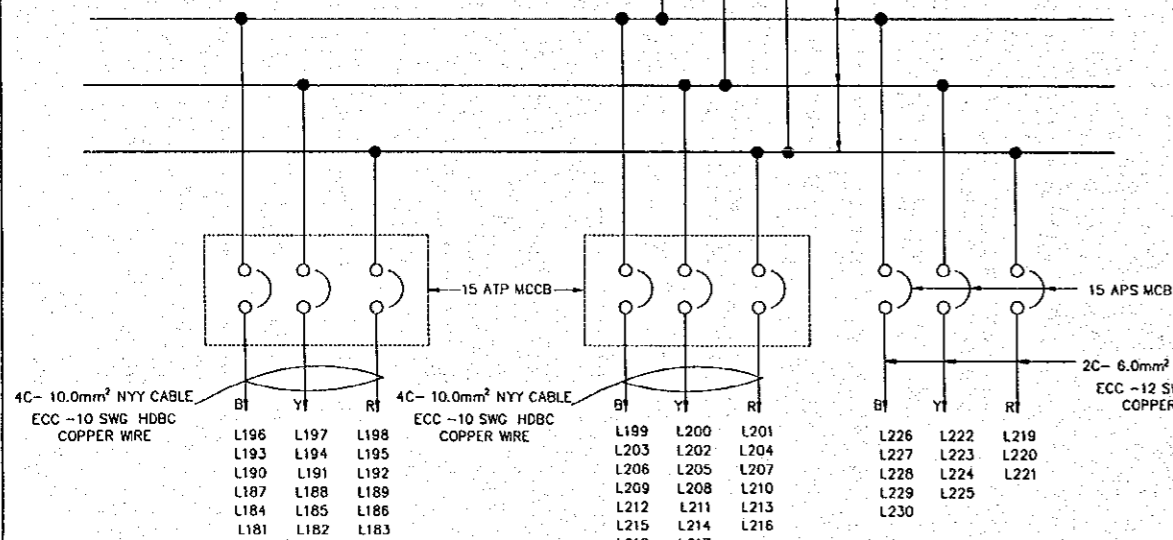 15 ATP MCCB
15 APS MCB
4C- 10.0mm² NYY CABLE
ECC -10 SWG HDBC
COPPER WIRE
4C- 10.0mm² NYY CABLE
ECC -10 SWG HDBC
COPPER WIRE
2C- 6.0mm²
ECC -12
COPPER
B Y R
L196 L197 L198
L193 L194 L195
L190 L191 L192
L187 L188 L189
L184 L185 L186
L181 L182 L183
B Y R
L199 L200 L201
L203 L202 L204
L206 L205 L207
L209 L208 L210
L212 L211 L213
L215 L214 L216
B Y R
L226 L222 L219
L227 L223 L220
L228 L224 L221
L229 L225
L230